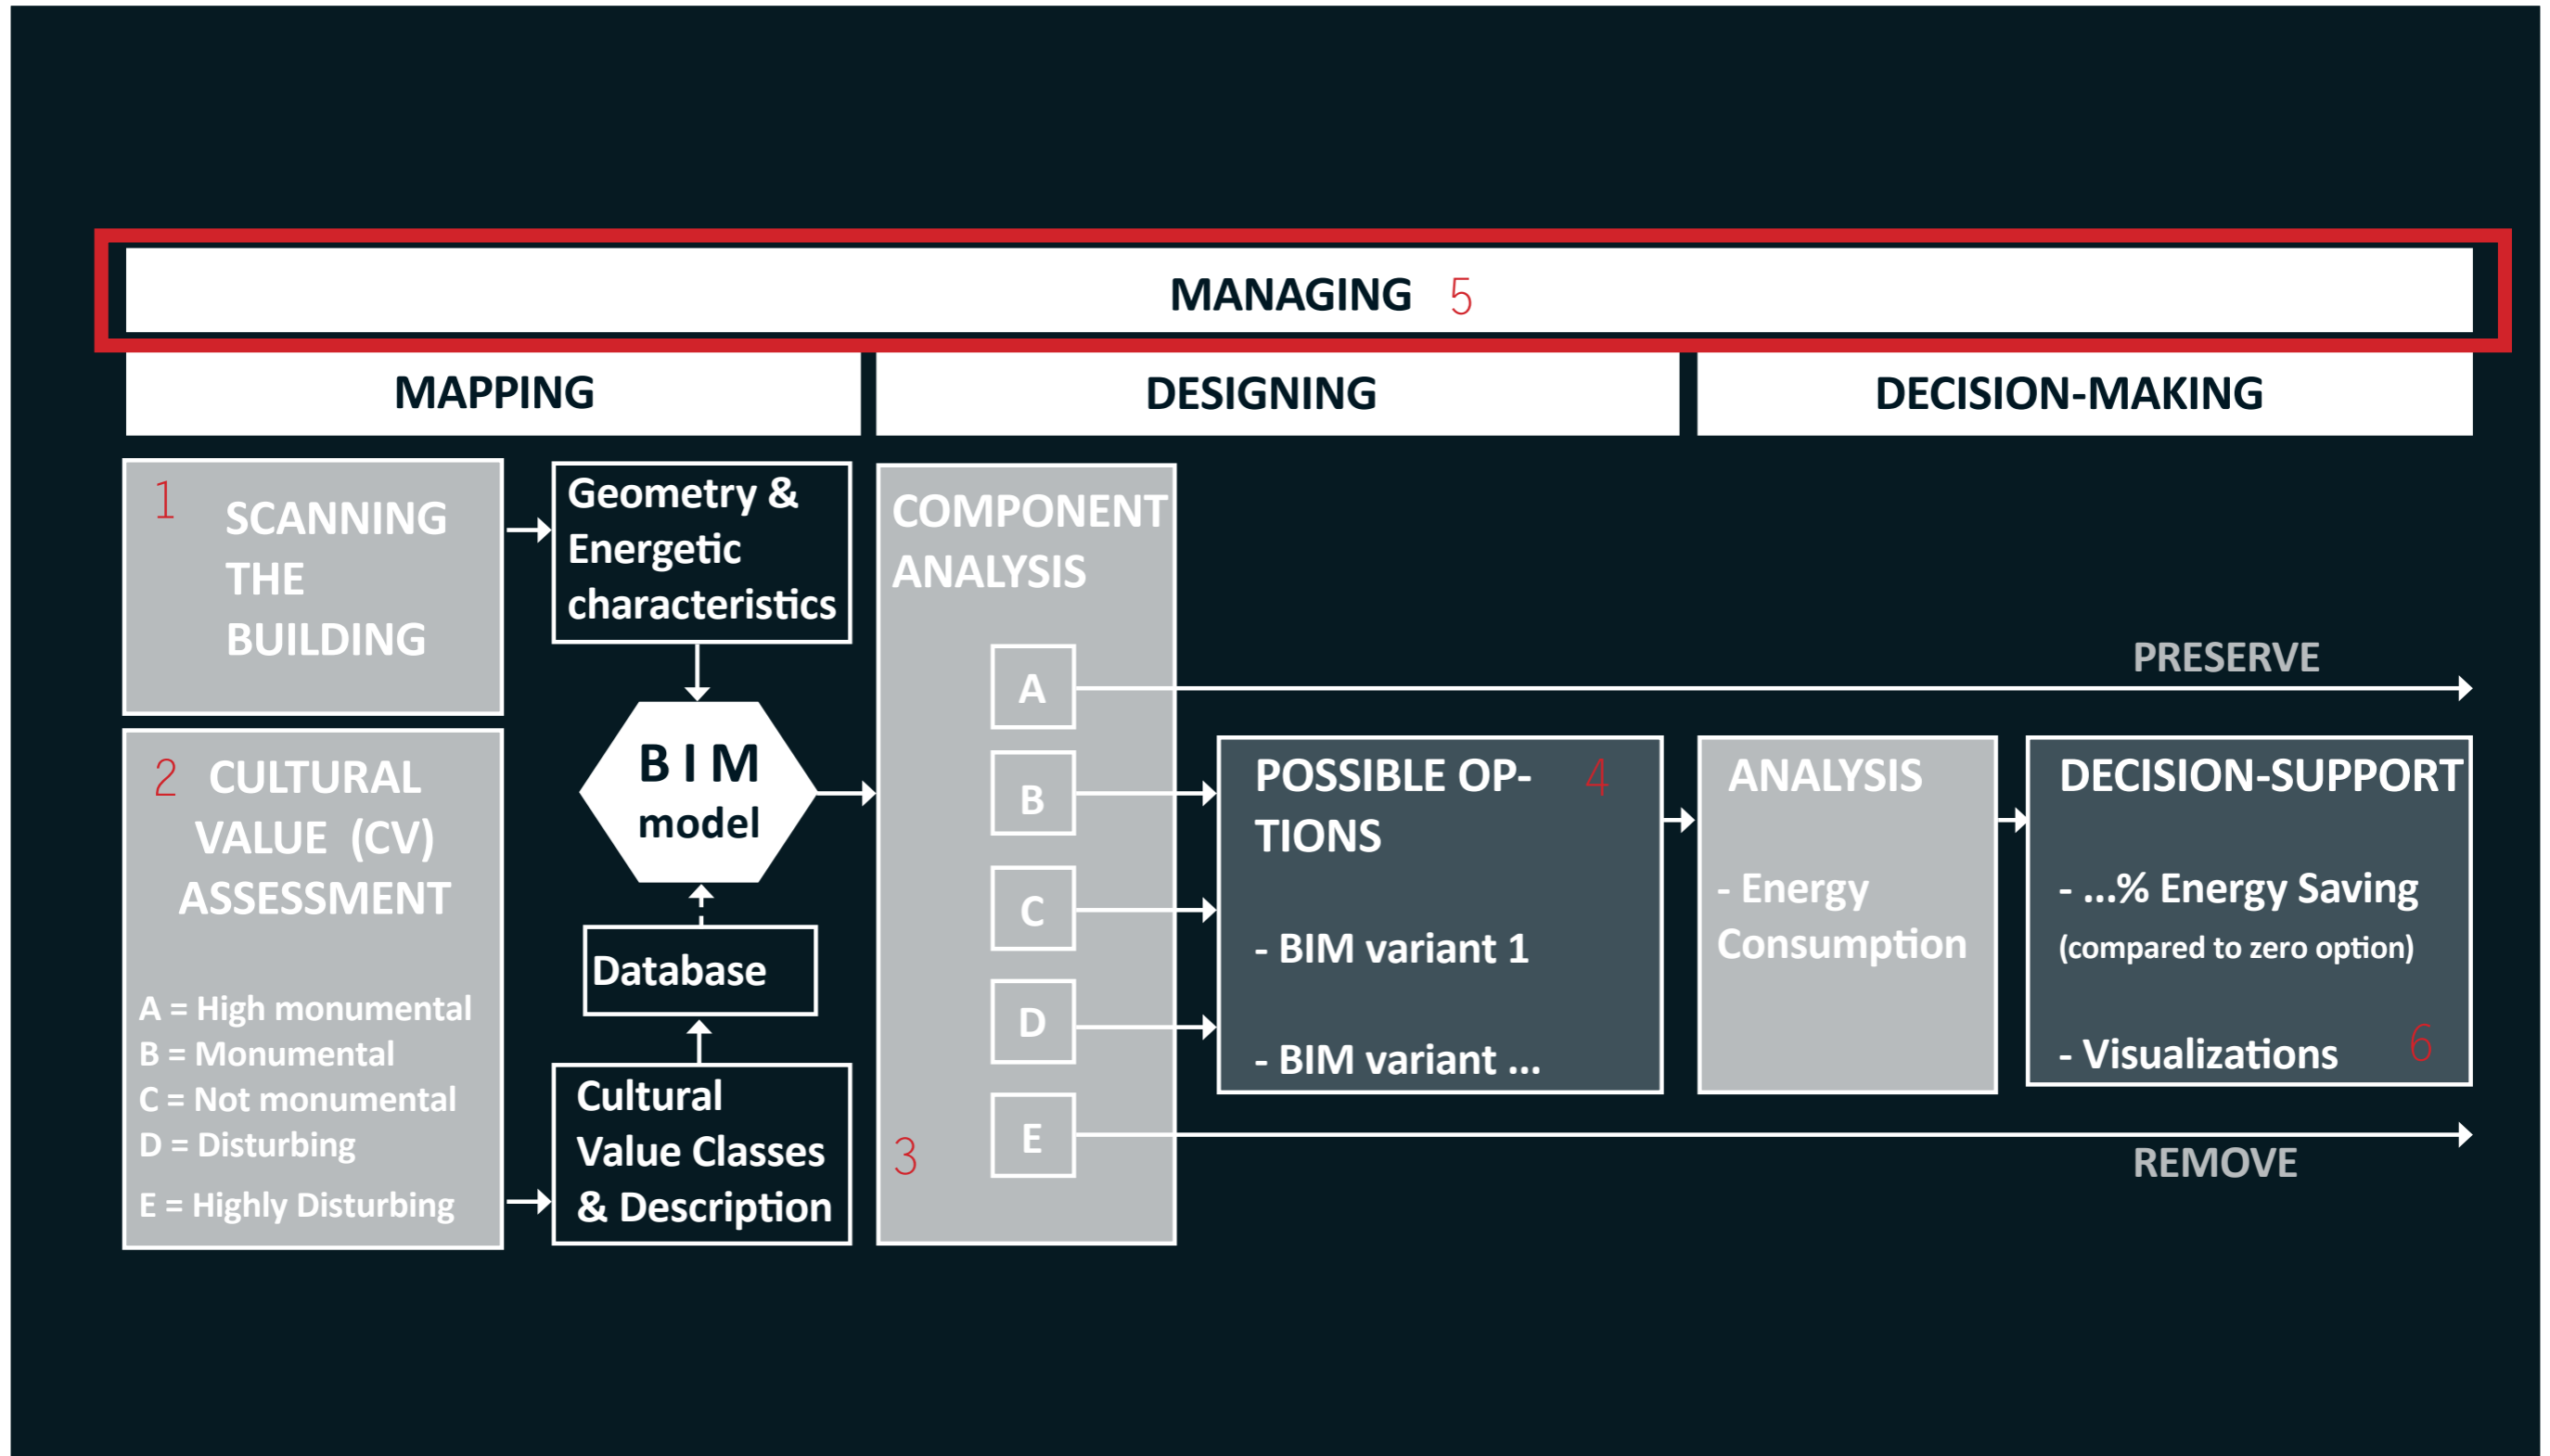 MANAGING 5
MAPPING
DESIGNING
DECISION-MAKING
1
SCANNING
THE
BUILDING
Geometry &
Energetic
characteristics
2 CULTURAL
VALUE (CV)
ASSESSMENT
A = High monumental
B = Monumental
C = Not monumental
D = Disturbing
E = Highly Disturbing
BIM
model
Database
Cultural
Value Classes
& Description
COMPONENT
ANALYSIS
A
B
C
D
E
3
PRESERVE
POSSIBLE OP- 4
TIONS
- BIM variant 1
- BIM variant ...
ANALYSIS
- Energy
Consumption
DECISION-SUPPORT
- ...% Energy Saving
(compared to zero option)
- Visualizations 6
REMOVE